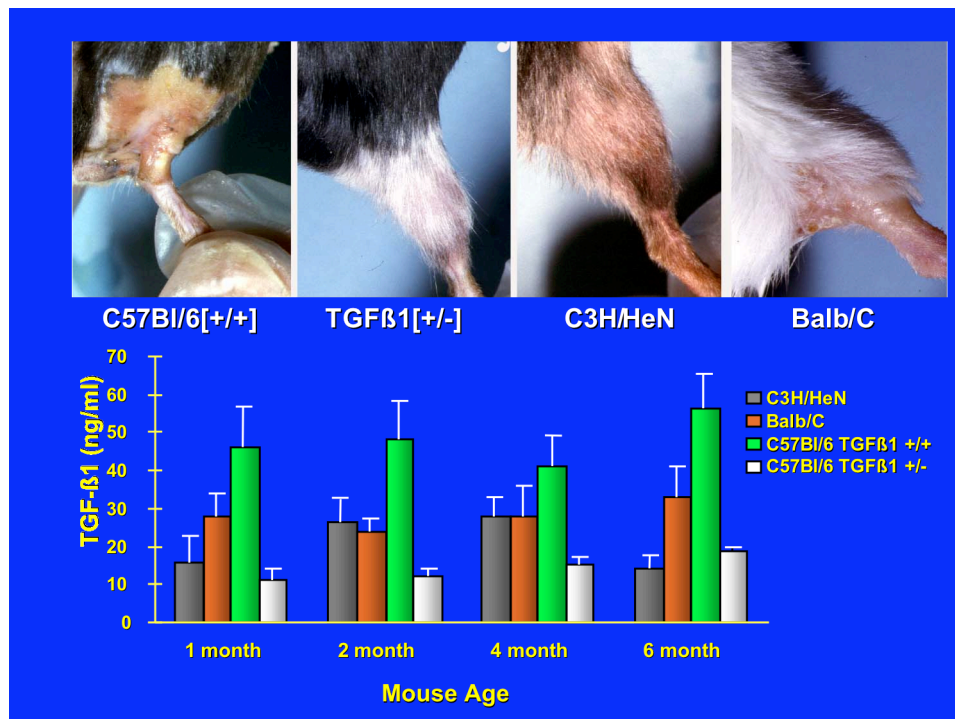 C57Bl/6[+/+] TGFß1[+/-] C3H/HeN Balb/C
TGF-ß1 (ng/ml)
70
60
50
40
30
20
10
0
C3H/HeN
Balb/C
C57Bl/6 TGFß1 +/+
C57Bl/6 TGFß1 +/-
1 month 2 month 4 month 6 month
Mouse Age